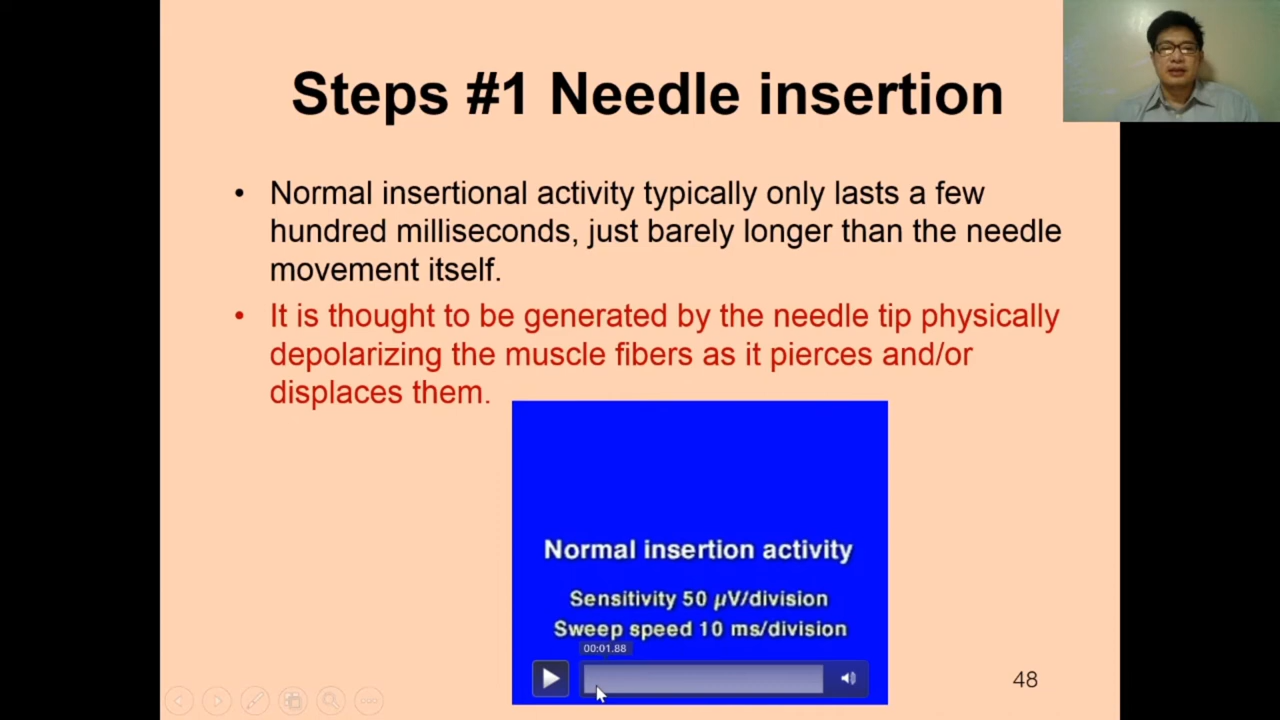 Steps #1 Needle insertion
• Normal insertional activity typically only lasts a few
hundred milliseconds, just barely longer than the needle
movement itself.
• It is thought to be generated by the needle tip physically
depolarizing the muscle fibers as it pierces and/or
displaces them.
Normal insertion activity
Sensitivity 50 µV/division
Sweep speed 10 ms/division
00:01.88
48